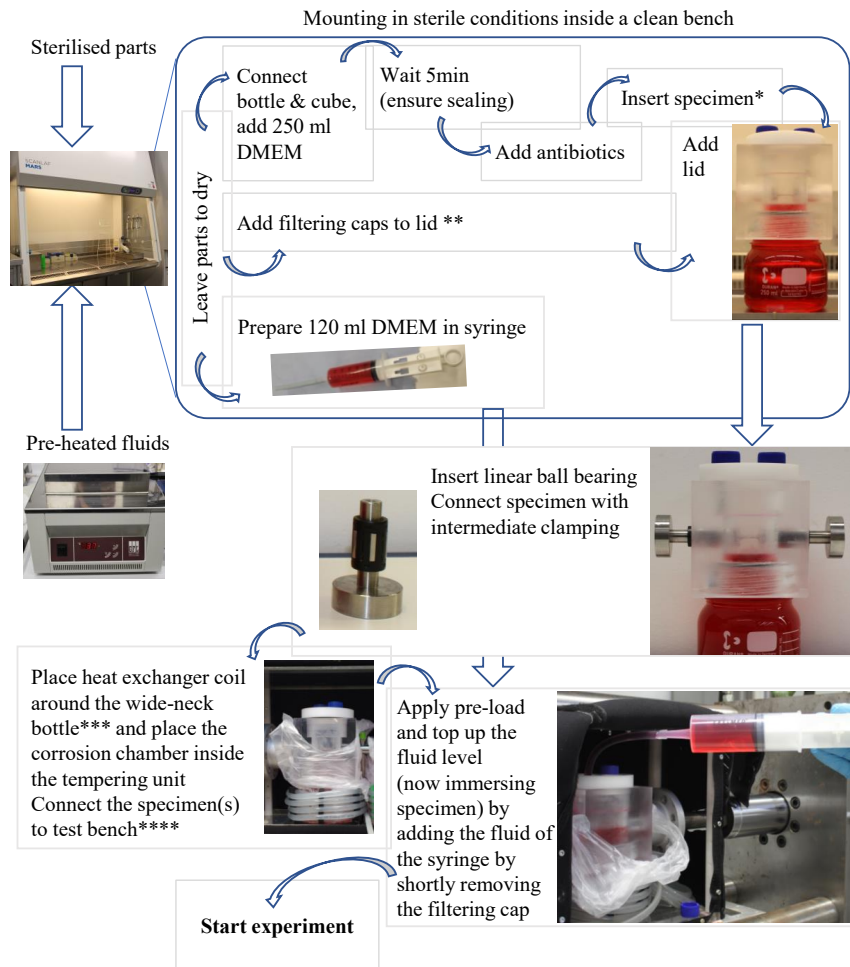 Mounting in sterile conditions inside a clean bench
Sterilised parts
SCANLAF
MARS
Leave parts to dry
Connect
bottle & cube,
add 250 ml
DMEM
Wait 5min
(ensure sealing)
Add antibiotics
Insert specimen*
Add
lid
Add filtering caps to lid **
Prepare 120 ml DMEM in syringe
DURAN
250 ml
Pre-heated fluids
Insert linear ball bearing
Connect specimen with
intermediate clamping
Place heat exchanger coil
around the wide-neck
bottle*** and place the
corrosion chamber inside
the tempering unit
Connect the specimen(s)
to test bench****
Apply pre-load
and top up the
fluid level
(now immersing
specimen) by
adding the fluid of
the syringe by
shortly removing
the filtering cap
Start experiment